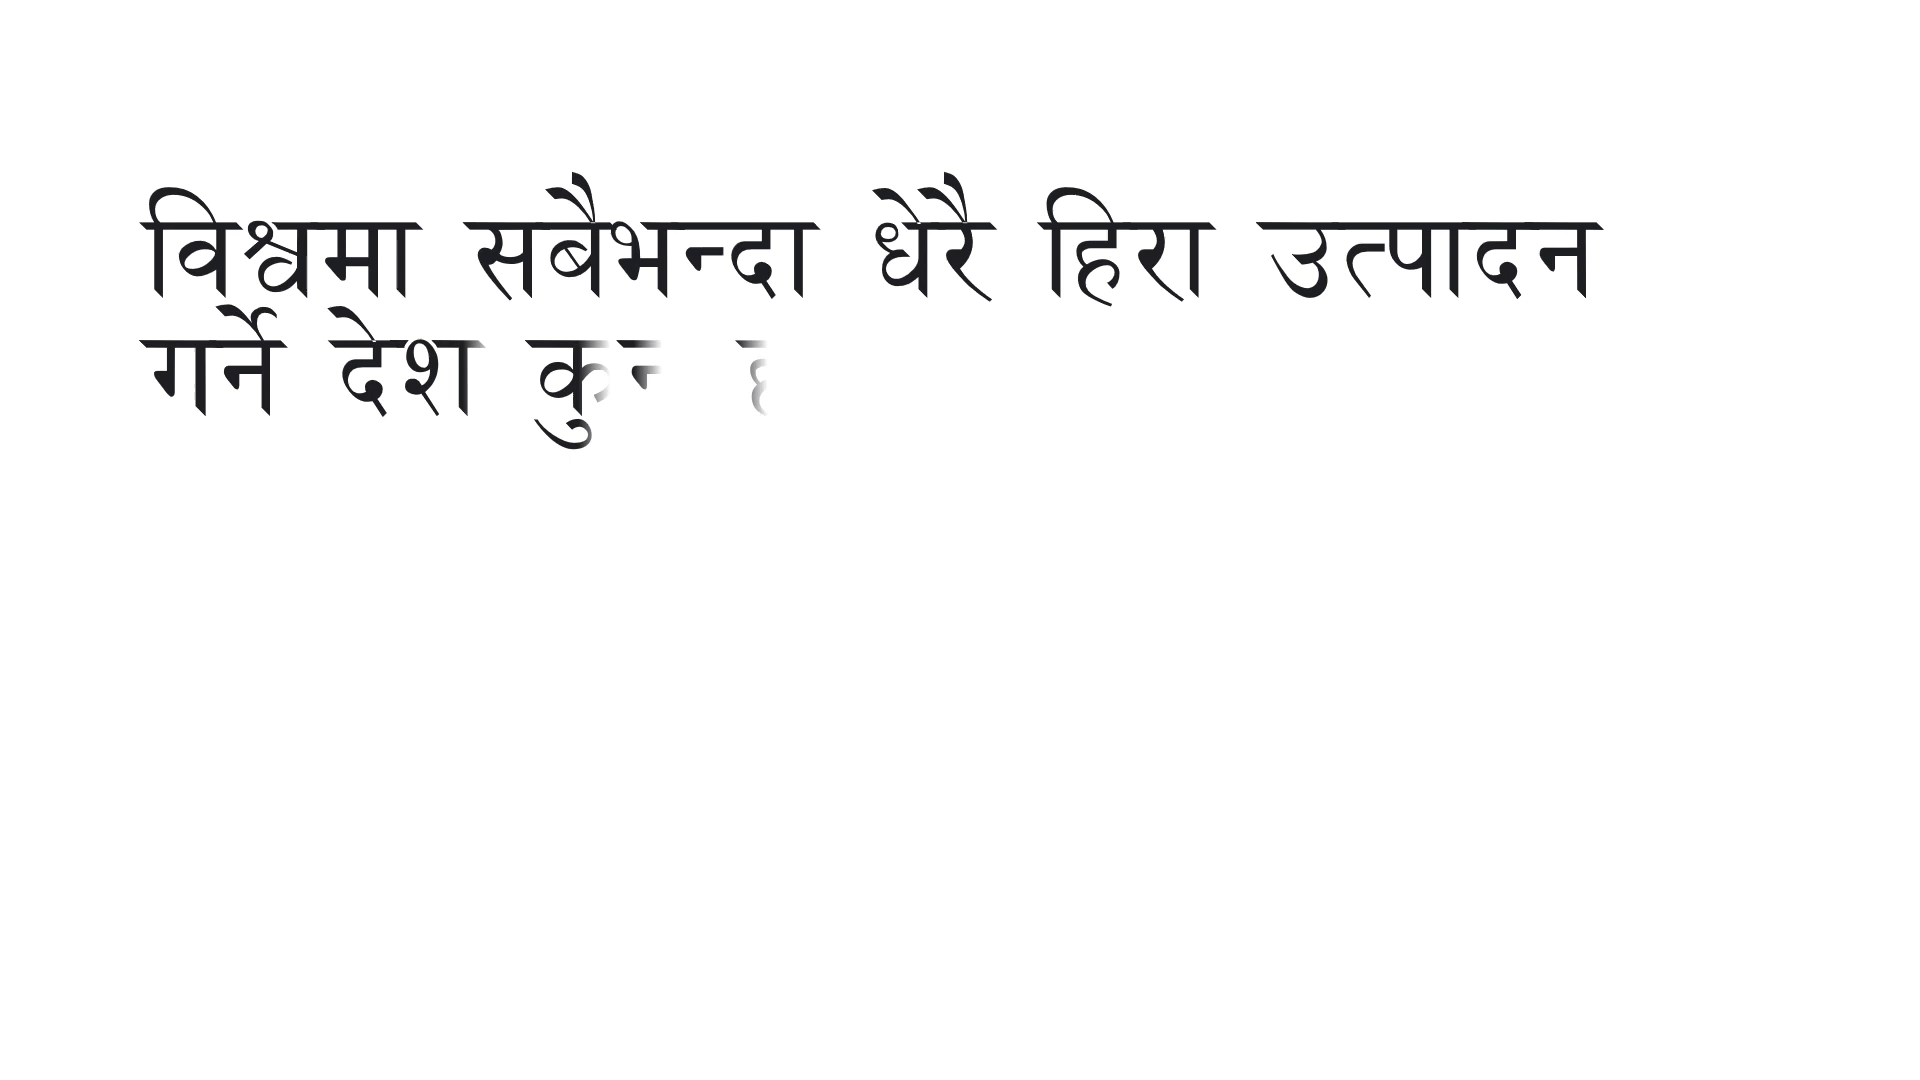 विश्वमा सबैभन्दा धेरै हिरा उत्पादन
गर्ने देश कुन